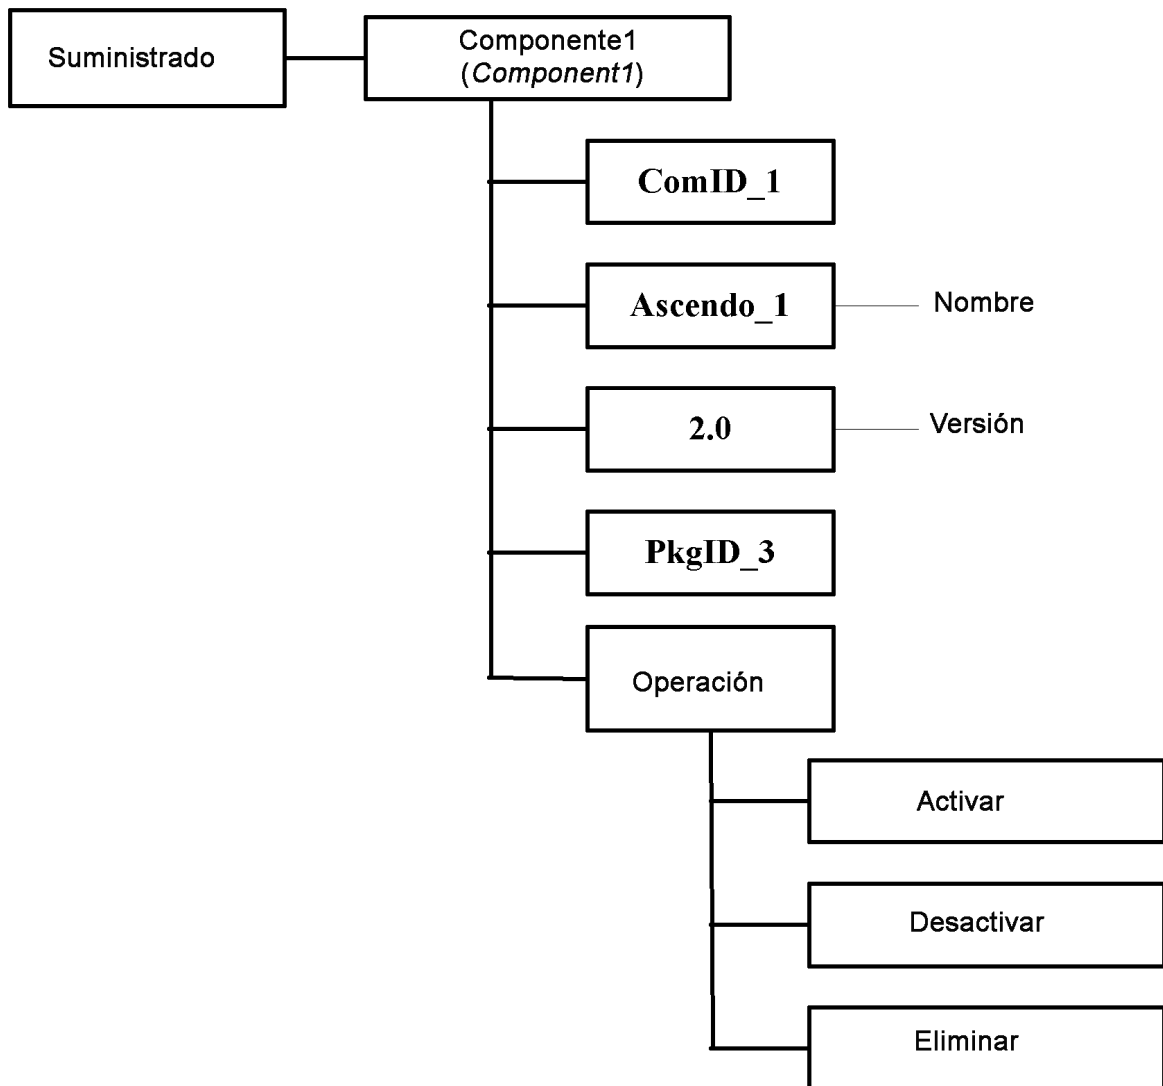 Suministrado
Componente1
(Component1)
ComID_1
Ascendo_1
Nombre
2.0
Versión
PkgID_3
Operación
Activar
Desactivar
Eliminar